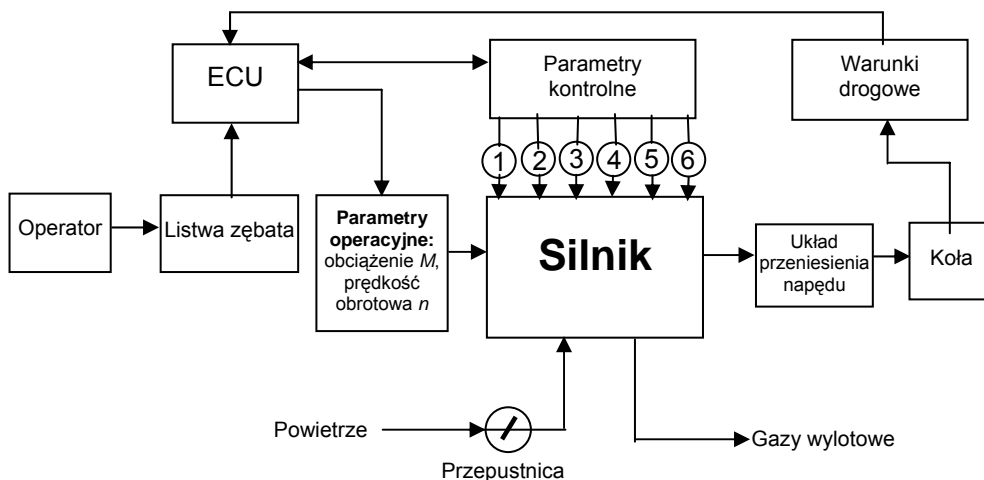 ECU
Parametry
kontrolne
Warunki
drogowe
1 2 3 4 5 6
Operator
Listwa zębata
Parametry
operacyjne:
obciążenie M,
prędkość
obrotowa n
Silnik
Układ
przeniesienia
napędu
Koła
Powietrze
Przepustnica
Gazy wylotowe